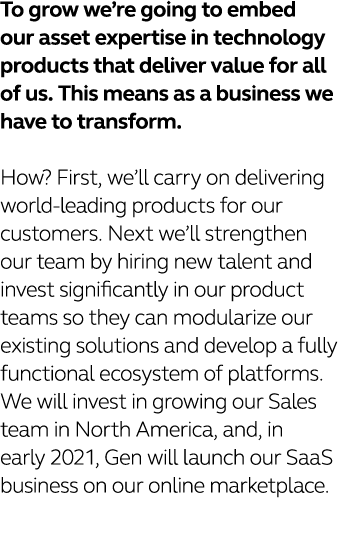 To grow we’re going to embed
our asset expertise in technology
products that deliver value for all
of us. This means as a business we
have to transform.
How? First, we’ll carry on delivering
world-leading products for our
customers. Next we’ll strengthen
our team by hiring new talent and
invest significantly in our product
teams so they can modularize our
existing solutions and develop a fully
functional ecosystem of platforms.
We will invest in growing our Sales
team in North America, and, in
early 2021, Gen will launch our SaaS
business on our online marketplace.